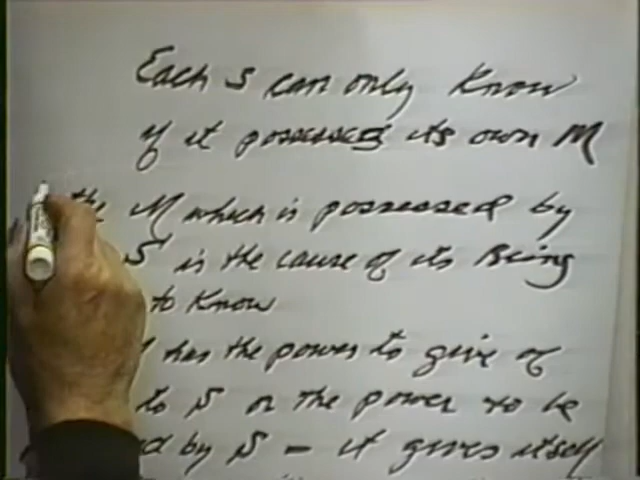 Each S can only Know
if it possesses its own M
the M which is possessed by
S is the cause of its Being
to Know
has the power to give of
to S or the power to be
by S — it gives itself